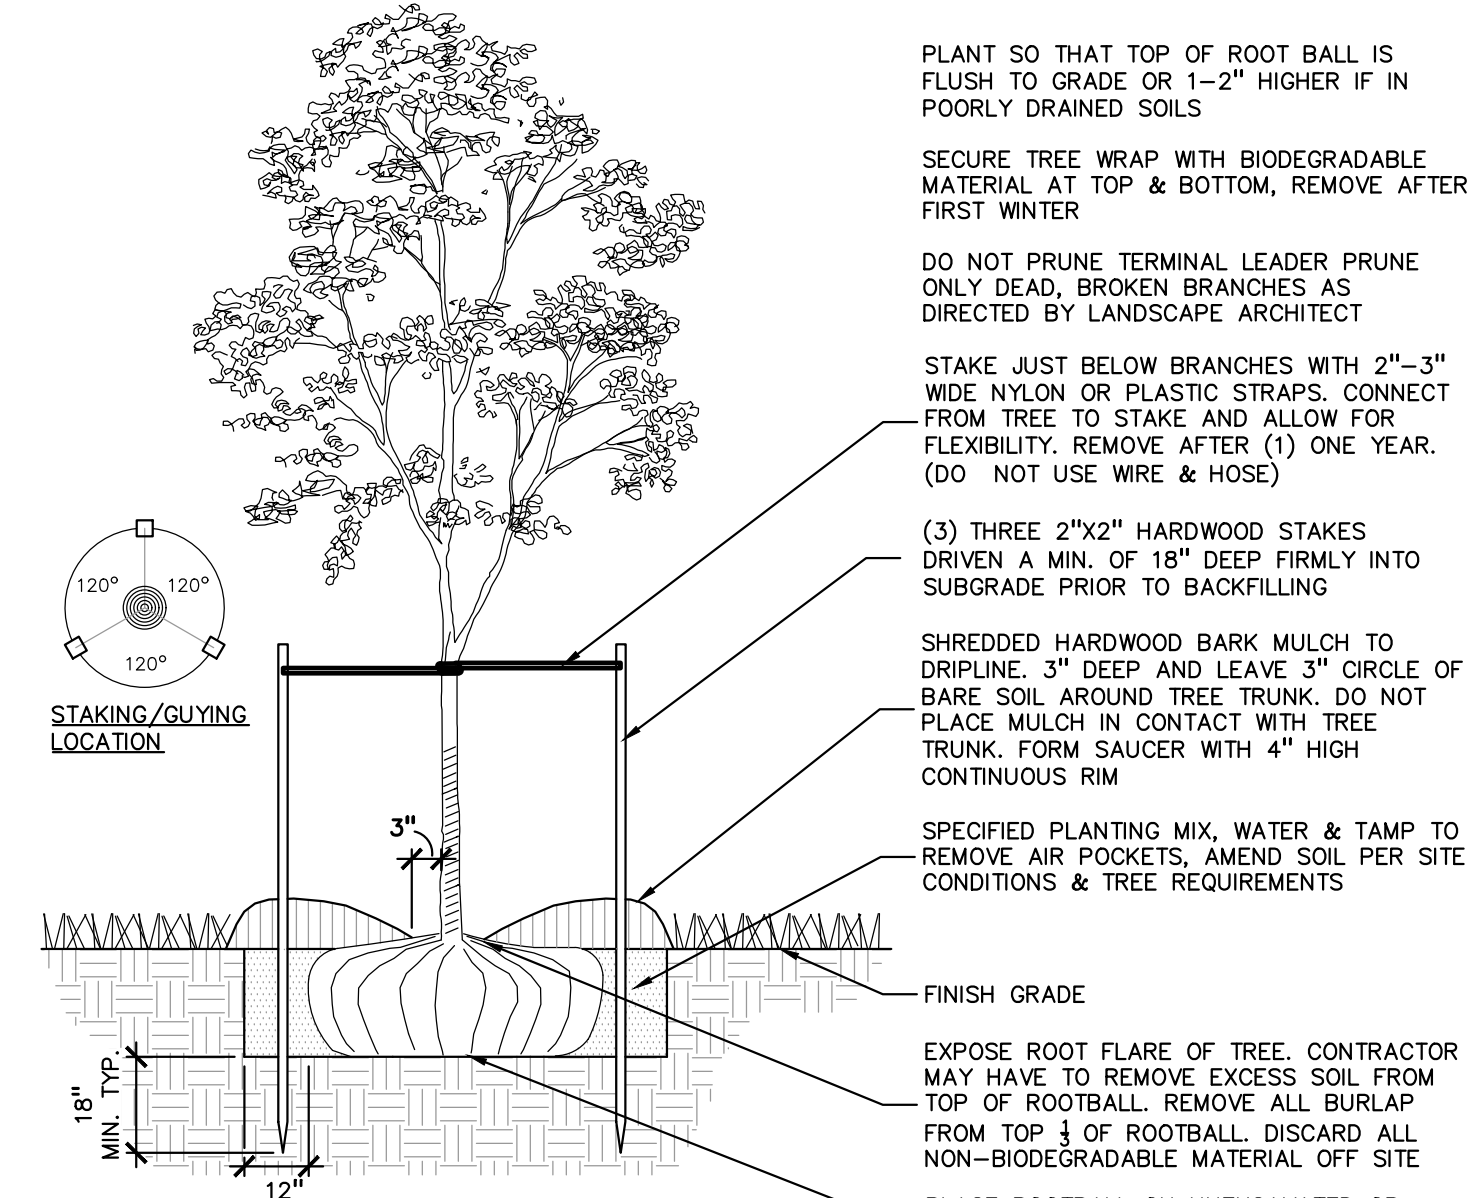 PLANT SO THAT TOP OF ROOT BALL IS
FLUSH TO GRADE OR 1-2" HIGHER IF IN
POORLY DRAINED SOILS
SECURE TREE WRAP WITH BIODEGRADABLE
MATERIAL AT TOP & BOTTOM, REMOVE AFTER
FIRST WINTER
DO NOT PRUNE TERMINAL LEADER PRUNE
ONLY DEAD, BROKEN BRANCHES AS
DIRECTED BY LANDSCAPE ARCHITECT
STAKE JUST BELOW BRANCHES WITH 2"-3"
WIDE NYLON OR PLASTIC STRAPS. CONNECT
FROM TREE TO STAKE AND ALLOW FOR
FLEXIBILITY. REMOVE AFTER (1) ONE YEAR.
(DO NOT USE WIRE & HOSE)
(3) THREE 2"X2" HARDWOOD STAKES
DRIVEN A MIN. OF 18" DEEP FIRMLY INTO
SUBGRADE PRIOR TO BACKFILLING
SHREDDED HARDWOOD BARK MULCH TO
DRIPLINE. 3" DEEP AND LEAVE 3" CIRCLE OF
BARE SOIL AROUND TREE TRUNK. DO NOT
PLACE MULCH IN CONTACT WITH TREE
TRUNK. FORM SAUCER WITH 4" HIGH
CONTINUOUS RIM
SPECIFIED PLANTING MIX, WATER & TAMP TO
REMOVE AIR POCKETS, AMEND SOIL PER SITE
CONDITIONS & TREE REQUIREMENTS
FINISH GRADE
EXPOSE ROOT FLARE OF TREE. CONTRACTOR
MAY HAVE TO REMOVE EXCESS SOIL FROM
TOP OF ROOTBALL. REMOVE ALL BURLAP
FROM TOP 1/3 OF ROOTBALL. DISCARD ALL
NON-BIODEGRADABLE MATERIAL OFF SITE
120° 120°
120°
STAKING/GUYING
LOCATION
3"
18"
MIN. TYP.
12"